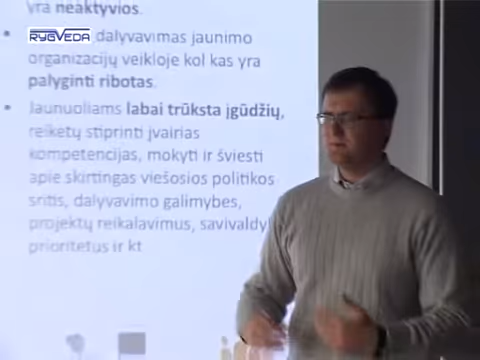 yra neaktyvios.
RYGVEDA
dalyvavimas jaunimo
organizacijų veikloje kol kas yra
palyginti ribotas.
Jaunuoliams labai trūksta įgūdžių,
reikėtų stiprinti įvairias
kompetencijas, mokyti ir šviesti
apie skirtingas viešosios politikos
sritis, dalyvavimo galimybes,
projektų reikalavimus, savivaldy
prioritetus ir kt